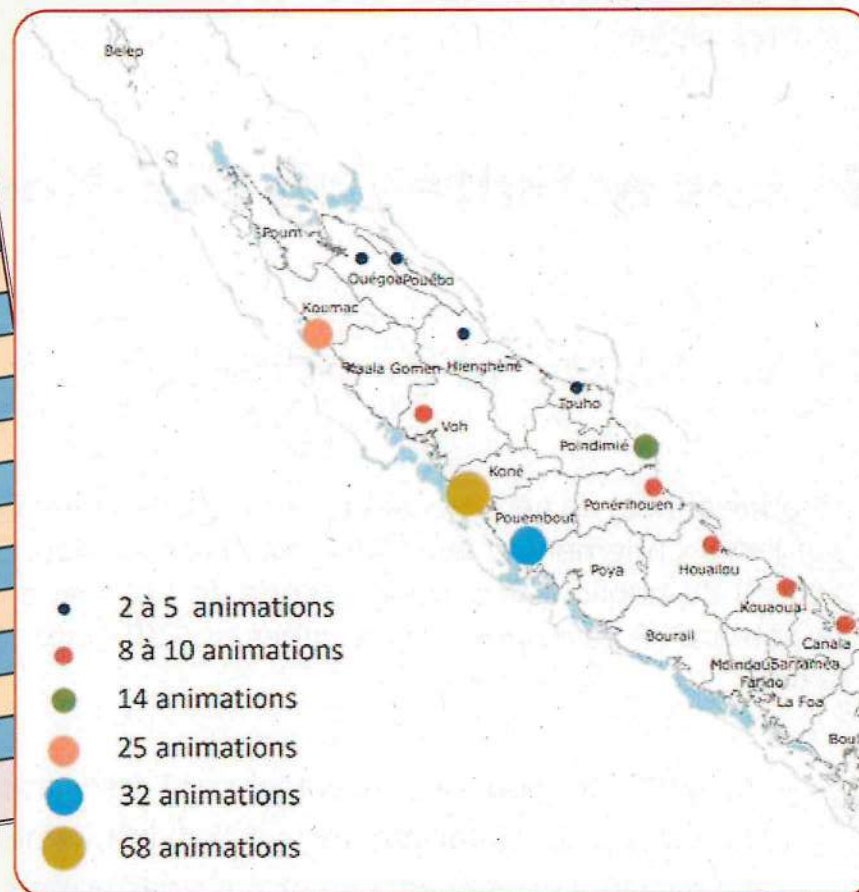 Belep
Poum
Ouégoa
Pouébo
Koumac
Kaala Gomen
Hienghène
Touho
Voh
Poindimié
Koné
Ponérihouen
Pouembout
Poya
Houaïlou
Kouaoua
Canala
Bourail
Moindou
Sarraméa
Farino
La Foa
2 à 5 animations
8 à 10 animations
14 animations
25 animations
32 animations
68 animations